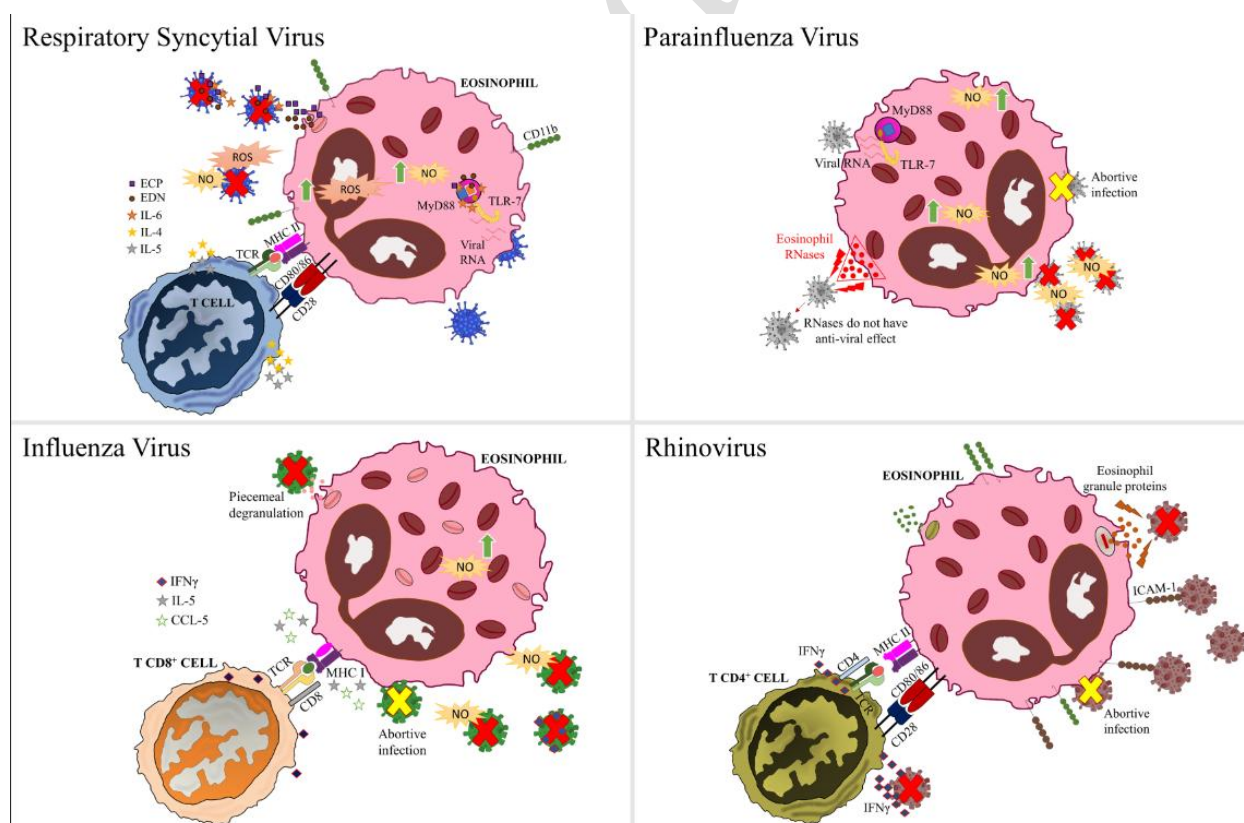 Respiratory Syncytial Virus
EOSINOPHIL
CD11b
ROS
NO
ECP
EDN
IL-6
IL-4
IL-5
ROS
NO
MyD88
TLR-7
Viral
RNA
TCR
MHC II
CD80/86
CD28
T CELL
Parainfluenza Virus
NO
MyD88
Viral RNA
TLR-7
Abortive
infection
NO
Eosinophil
RNases
NO
NO
NO
RNases do not have
anti-viral effect
Influenza Virus
EOSINOPHIL
Piecemeal
degranulation
NO
IFNγ
IL-5
CCL-5
T CD8⁺ CELL
TCR
MHC I
CD8
NO
NO
Abortive
infection
Rhinovirus
EOSINOPHIL
Eosinophil
granule proteins
ICAM-1
IFNγ
CD4
MHC II
T CD4⁺ CELL
TCR
CD80/86
CD28
Abortive
infection
IFNγ